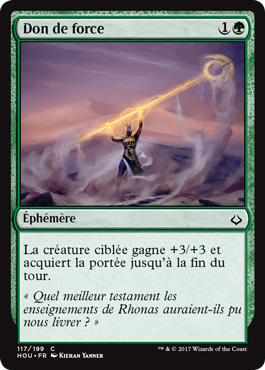 Don de force 1
Éphémère
La créature ciblée gagne +3/+3 et
acquiert la portée jusqu'à la fin du
tour.
« Quel meilleur testament les
enseignements de Rhonas auraient-ils pu
nous livrer ? »
117/199 C
HOU • FR KIERAN YANNER
™ & © 2017 Wizards of the Coast